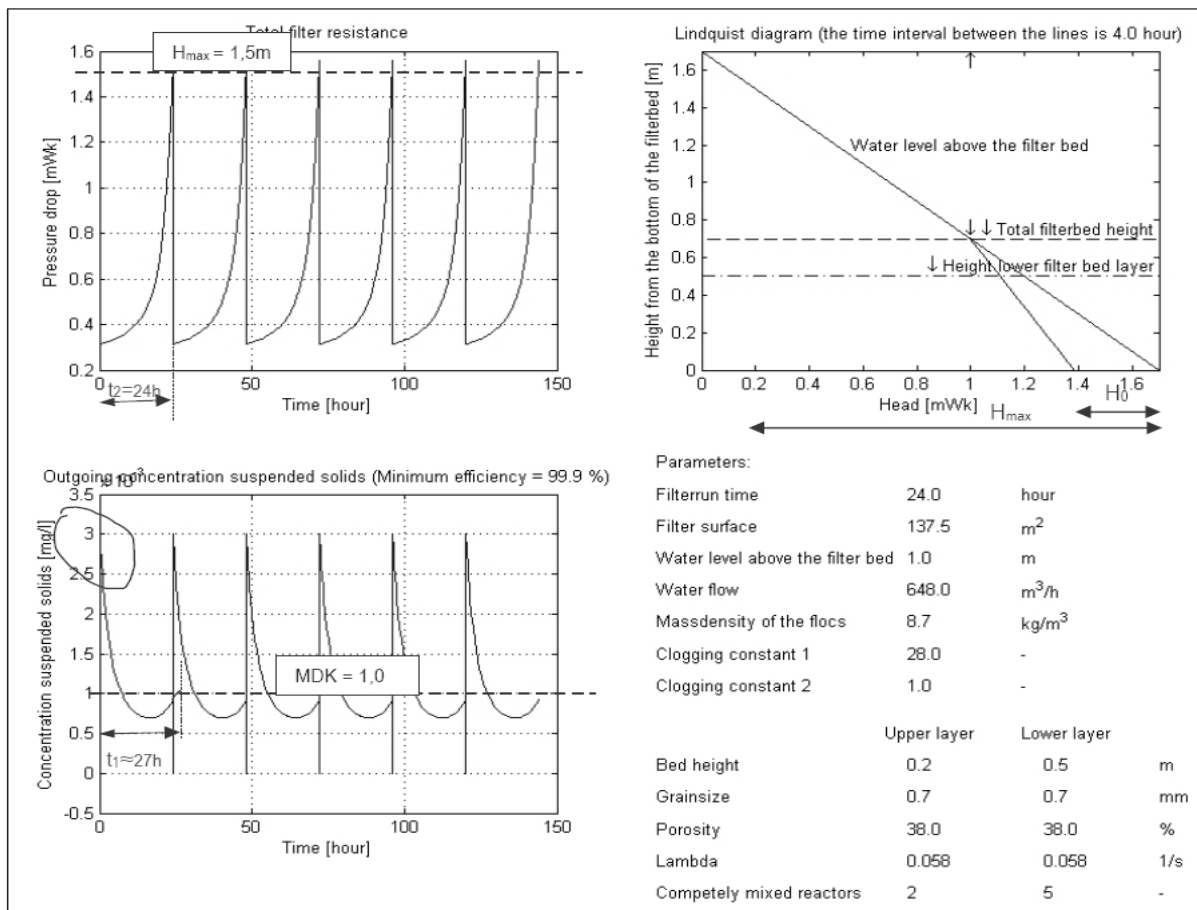 Total filter resistance
H_max = 1,5m
1.6
1.4
1.2
1
0.8
0.6
0.4
0.2
Pressure drop [mWk]
0
50
100
150
t₂=24h
Time [hour]
Lindquist diagram (the time interval between the lines is 4.0 hour)
1.6
1.4
1.2
1
0.8
0.6
0.4
0.2
0
Height from the bottom of the filterbed [m]
Water level above the filter bed
Total filterbed height
Height lower filter bed layer
0
0.2
0.4
0.6
0.8
1
1.2
1.4
1.6
Head [mWk]
H₀
H_max
Outgoing concentration suspended solids (Minimum efficiency = 99.9 %)
x 10⁻³
3.5
3
2.5
2
1.5
1
0.5
0
-0.5
Concentration suspended solids [mg/l]
MDK = 1,0
t₁≈27h
0
50
100
150
Time [hour]
Parameters:
Filterrun time 24.0 hour
Filter surface 137.5 m²
Water level above the filter bed 1.0 m
Water flow 648.0 m³/h
Massdensity of the flocs 8.7 kg/m³
Clogging constant 1 28.0 -
Clogging constant 2 1.0 -
Upper layer Lower layer
Bed height 0.2 0.5 m
Grainsize 0.7 0.7 mm
Porosity 38.0 38.0 %
Lambda 0.058 0.058 1/s
Competely mixed reactors 2 5 -